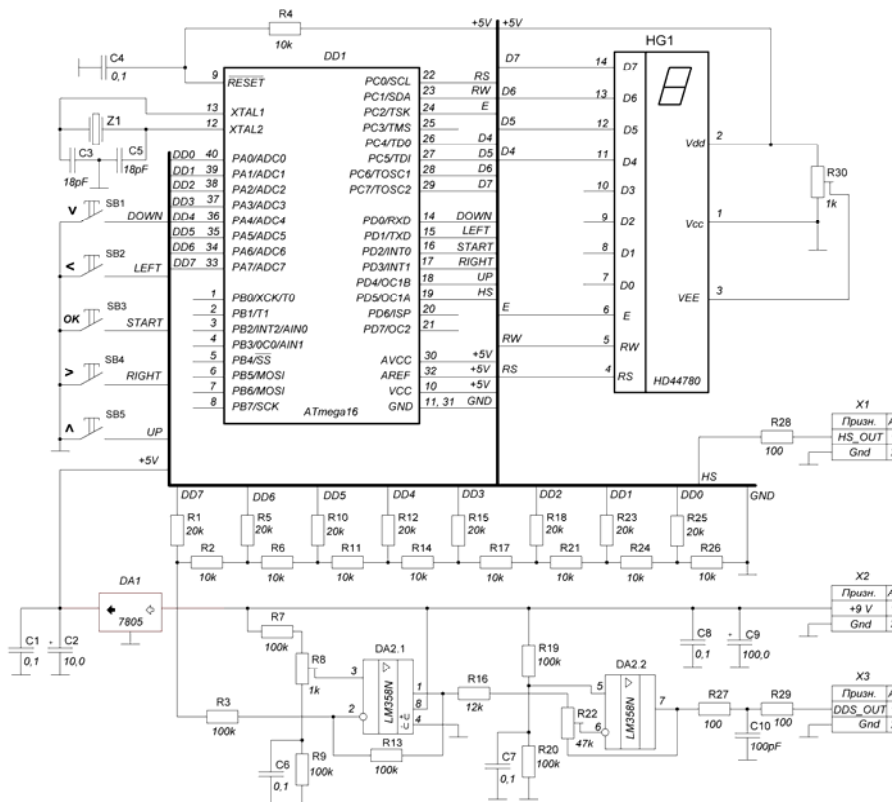 R4
10k
+5V
+5V
C4
0,1
DD1
HG1
9
RESET
13
XTAL1
12
XTAL2
Z1
C3
18pF
C5
18pF
DD0 40 PA0/ADC0
DD1 39 PA1/ADC1
DD2 38 PA2/ADC2
DD3 37 PA3/ADC3
DD4 36 PA4/ADC4
DD5 35 PA5/ADC5
DD6 34 PA6/ADC6
DD7 33 PA7/ADC7
1 PB0/XCK/T0
2 PB1/T1
3 PB2/INT2/AIN0
4 PB3/0C0/AIN1
5 PB4/SS
6 PB5/MOSI
7 PB6/MOSI
8 PB7/SCK
PC0/SCL 22 RS
PC1/SDA 23 RW
PC2/TSK 24 E
PC3/TMS 25
PC4/TD0 26 D4
PC5/TDI 27 D5
PC6/TOSC1 28 D6
PC7/TOSC2 29 D7
PD0/RXD 14 DOWN
PD1/TXD 15 LEFT
PD2/INT0 16 START
PD3/INT1 17 RIGHT
PD4/OC1B 18 UP
PD5/OC1A 19 HS
PD6/ISP 20
PD7/OC2 21
AVCC 30 +5V
AREF 32 +5V
VCC 10 +5V
GND 11, 31 GND
ATmega16
D7 14 D7
D6 13 D6
D5 12 D5
D4 11 D4
10 D3
9 D2
8 D1
7 D0
E 6 E
RW 5 RW
RS 4 RS
Vdd 2
Vcc 1
VEE 3
HD44780
R30
1k
V SB1 DOWN
< SB2 LEFT
OK SB3 START
> SB4 RIGHT
Λ SB5 UP
+5V
R28
100
HS
X1
Призн.
HS_OUT
Gnd
DD7
DD6
DD5
DD4
DD3
DD2
DD1
DD0
GND
R1
20k
R5
20k
R10
20k
R12
20k
R15
20k
R18
20k
R23
20k
R25
20k
R2
10k
R6
10k
R11
10k
R14
10k
R17
10k
R21
10k
R24
10k
R26
10k
DA1
7805
C1
0,1
C2
+
10,0
R7
100k
R8
1k
R3
100k
R9
100k
C6
0,1
DA2.1
LM358N
3
2
1
8
4
+U
-U
R13
100k
R16
12k
R19
100k
R20
100k
C7
0,1
R22
47k
DA2.2
LM358N
5
6
7
C8
0,1
C9
+
100,0
R27
100
R29
100
C10
100pF
X2
Призн.
+9 V
Gnd
X3
Призн.
DDS_OUT
Gnd